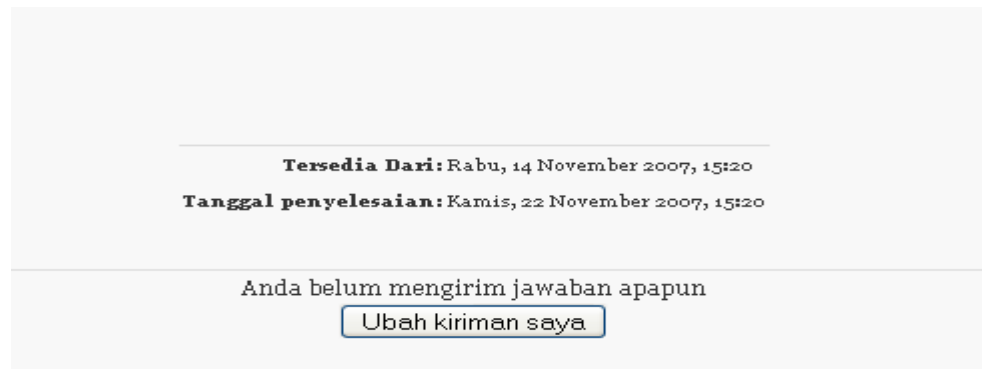 Tersedia Dari: Rabu, 14 November 2007, 15:20
Tanggal penyelesaian: Kamis, 22 November 2007, 15:20
Anda belum mengirim jawaban apapun
Ubah kiriman saya